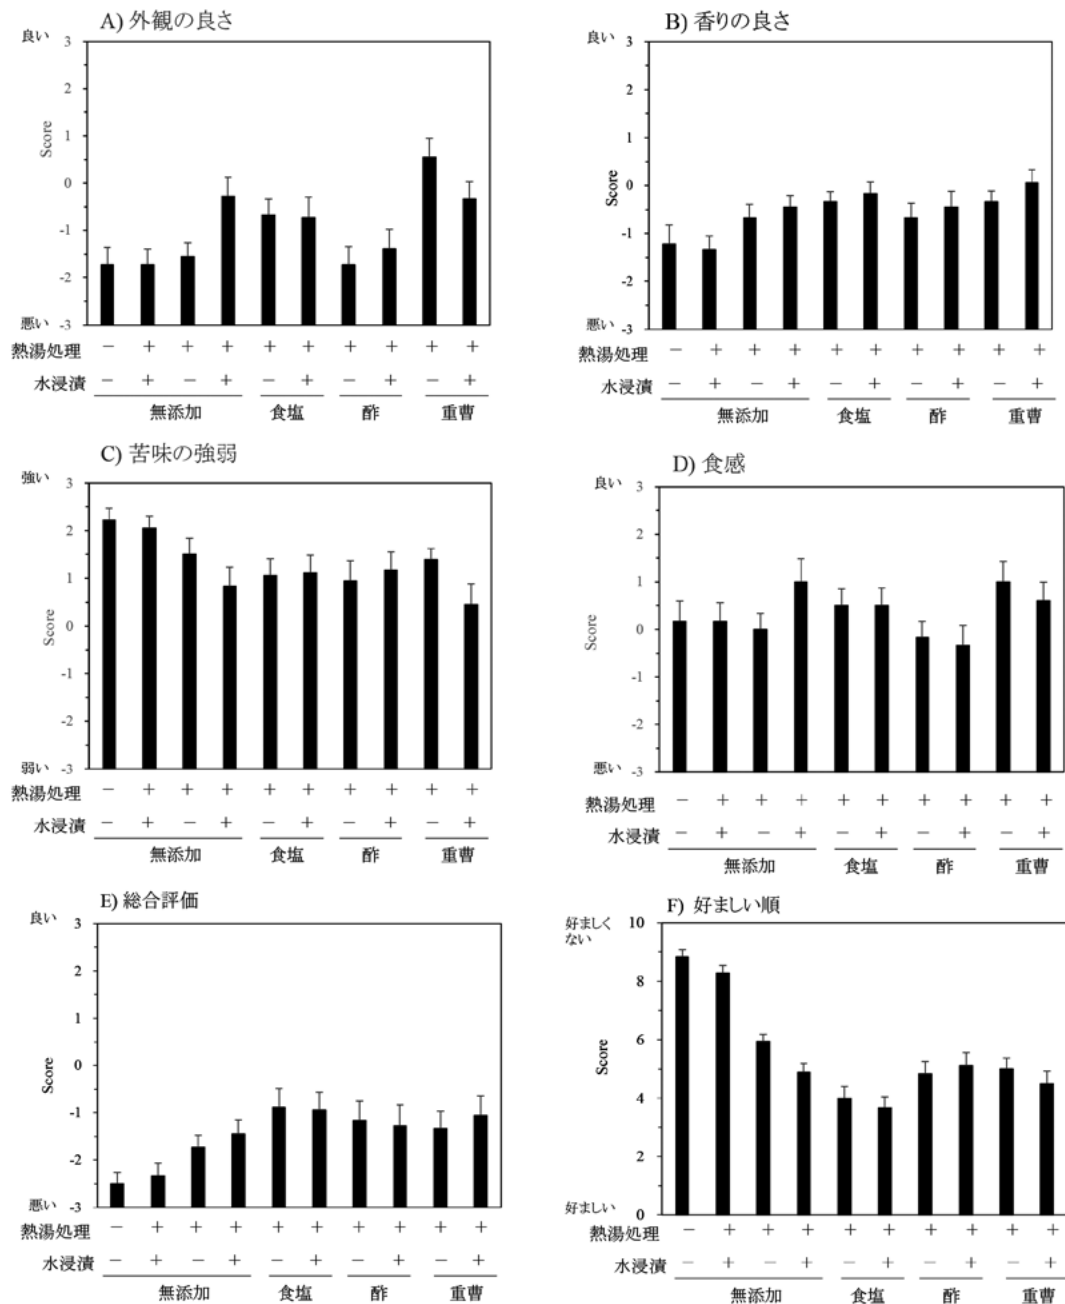 A) 外観の良さ
良い
3
2
1
0
-1
-2
-3
悪い
Score
熱湯処理 − + − + + + + + + +
水浸漬 − + − + − + − + − +
無添加 食塩 酢 重曹
B) 香りの良さ
良い
3
2
1
0
-1
-2
-3
悪い
Score
熱湯処理 − + + + + + + + + +
水浸漬 − + − + − + − + − +
無添加 食塩 酢 重曹
C) 苦味の強弱
強い
3
2
1
0
-1
-2
-3
弱い
Score
熱湯処理 − + + + + + + + + +
水浸漬 − + − + − + − + − +
無添加 食塩 酢 重曹
D) 食感
良い
3
2
1
0
-1
-2
-3
悪い
Score
熱湯処理 − + + + + + + + + +
水浸漬 − + − + − + − + − +
無添加 食塩 酢 重曹
E) 総合評価
良い
3
2
1
0
-1
-2
-3
悪い
Score
熱湯処理 − + + + + + + + + +
水浸漬 − + − + − + − + − +
無添加 食塩 酢 重曹
F) 好ましい順
好ましく
ない
10
8
6
4
2
0
好ましい
Score
熱湯処理 − + + + + + + + + +
水浸漬 − + − + − + − + − +
無添加 食塩 酢 重曹